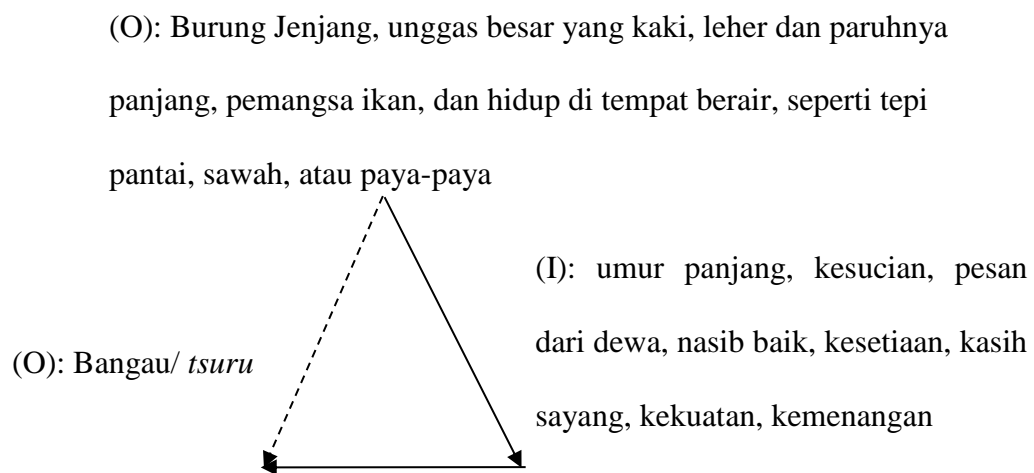 (O): Burung Jenjang, unggas besar yang kaki, leher dan paruhnya
panjang, pemangsa ikan, dan hidup di tempat berair, seperti tepi
pantai, sawah, atau paya-paya
(I): umur panjang, kesucian, pesan
dari dewa, nasib baik, kesetiaan, kasih
sayang, kekuatan, kemenangan
(O): Bangau/ tsuru